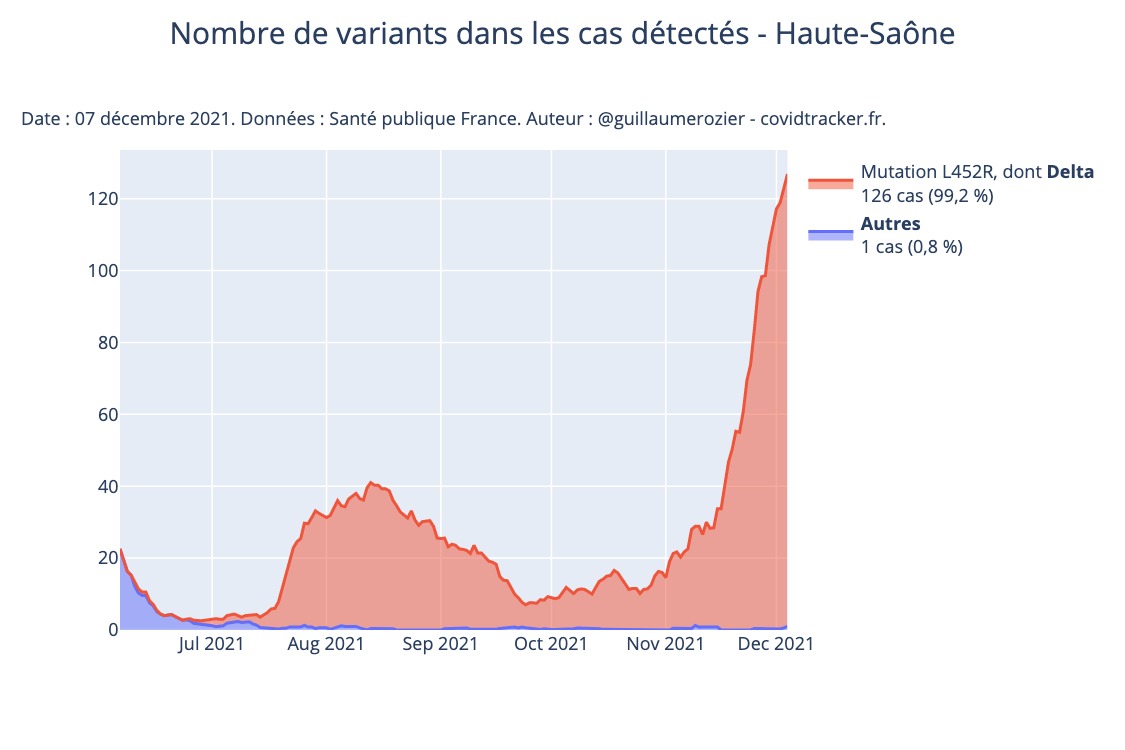 Nombre de variants dans les cas détectés - Haute-Saône
Date : 07 décembre 2021. Données : Santé publique France. Auteur : @guillaumerozier - covidtracker.fr.
Mutation L452R, dont Delta
126 cas (99,2 %)
Autres
1 cas (0,8 %)
120
100
80
60
40
20
0
Jul 2021
Aug 2021
Sep 2021
Oct 2021
Nov 2021
Dec 2021